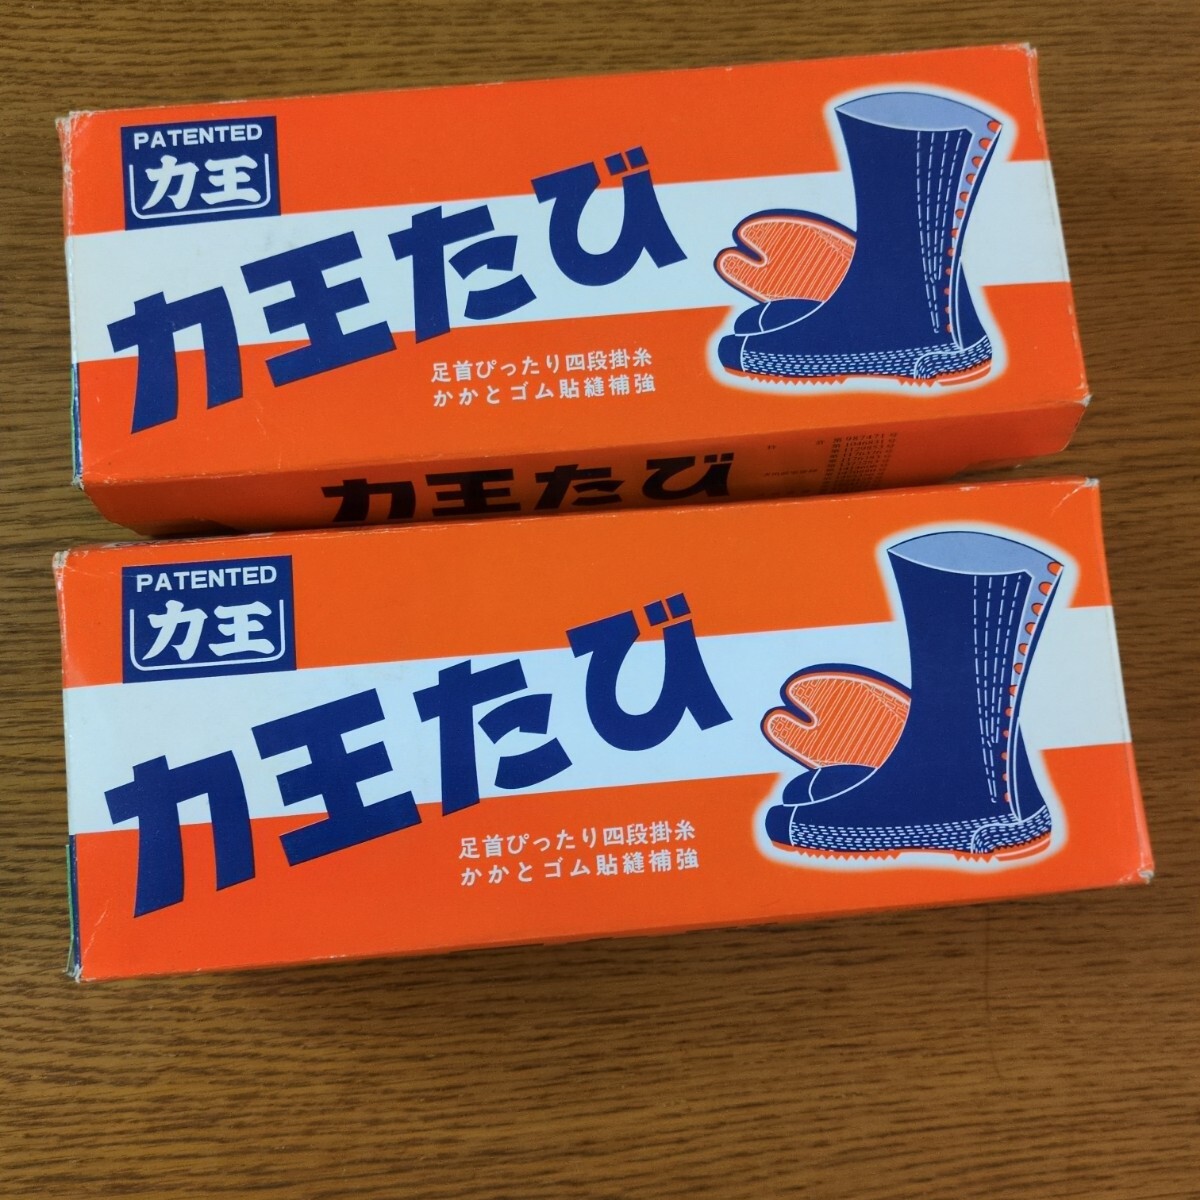 PATENTED
力王
力王たび
足首ぴったり四段掛糸
かかとゴム貼縫補強
力王たび
PATENTED
力王
力王たび
足首ぴったり四段掛糸
かかとゴム貼縫補強